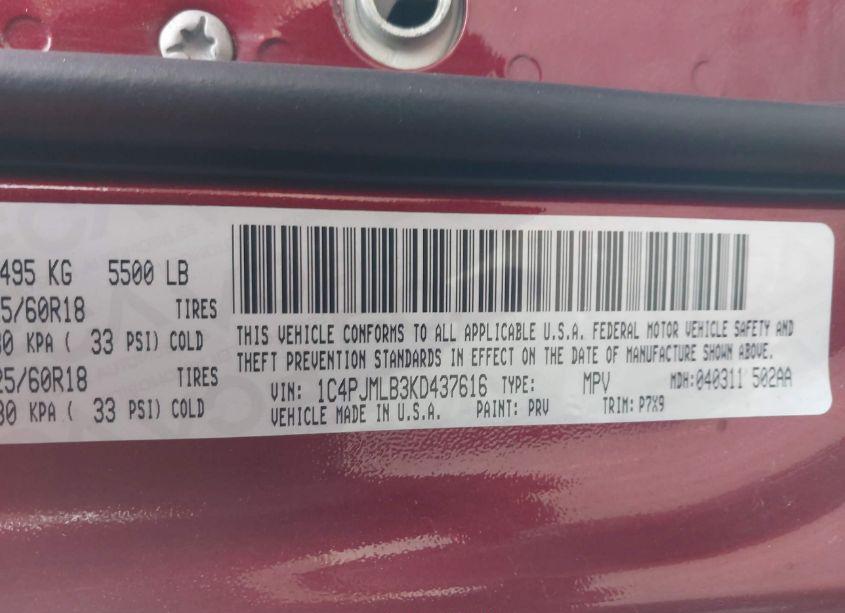 495 KG 5500 LB
5/60R18 TIRES
30 KPA ( 33 PSI) COLD
25/60R18 TIRES
30 KPA ( 33 PSI) COLD
THIS VEHICLE CONFORMS TO ALL APPLICABLE U.S.A. FEDERAL MOTOR VEHICLE SAFETY AND
THEFT PREVENTION STANDARDS IN EFFECT ON THE DATE OF MANUFACTURE SHOWN ABOVE.
VIN: 1C4PJMLB3KD437616 TYPE: MPV MDH:040311 502AA
VEHICLE MADE IN U.S.A. PAINT: PRV TRIM: P7X9